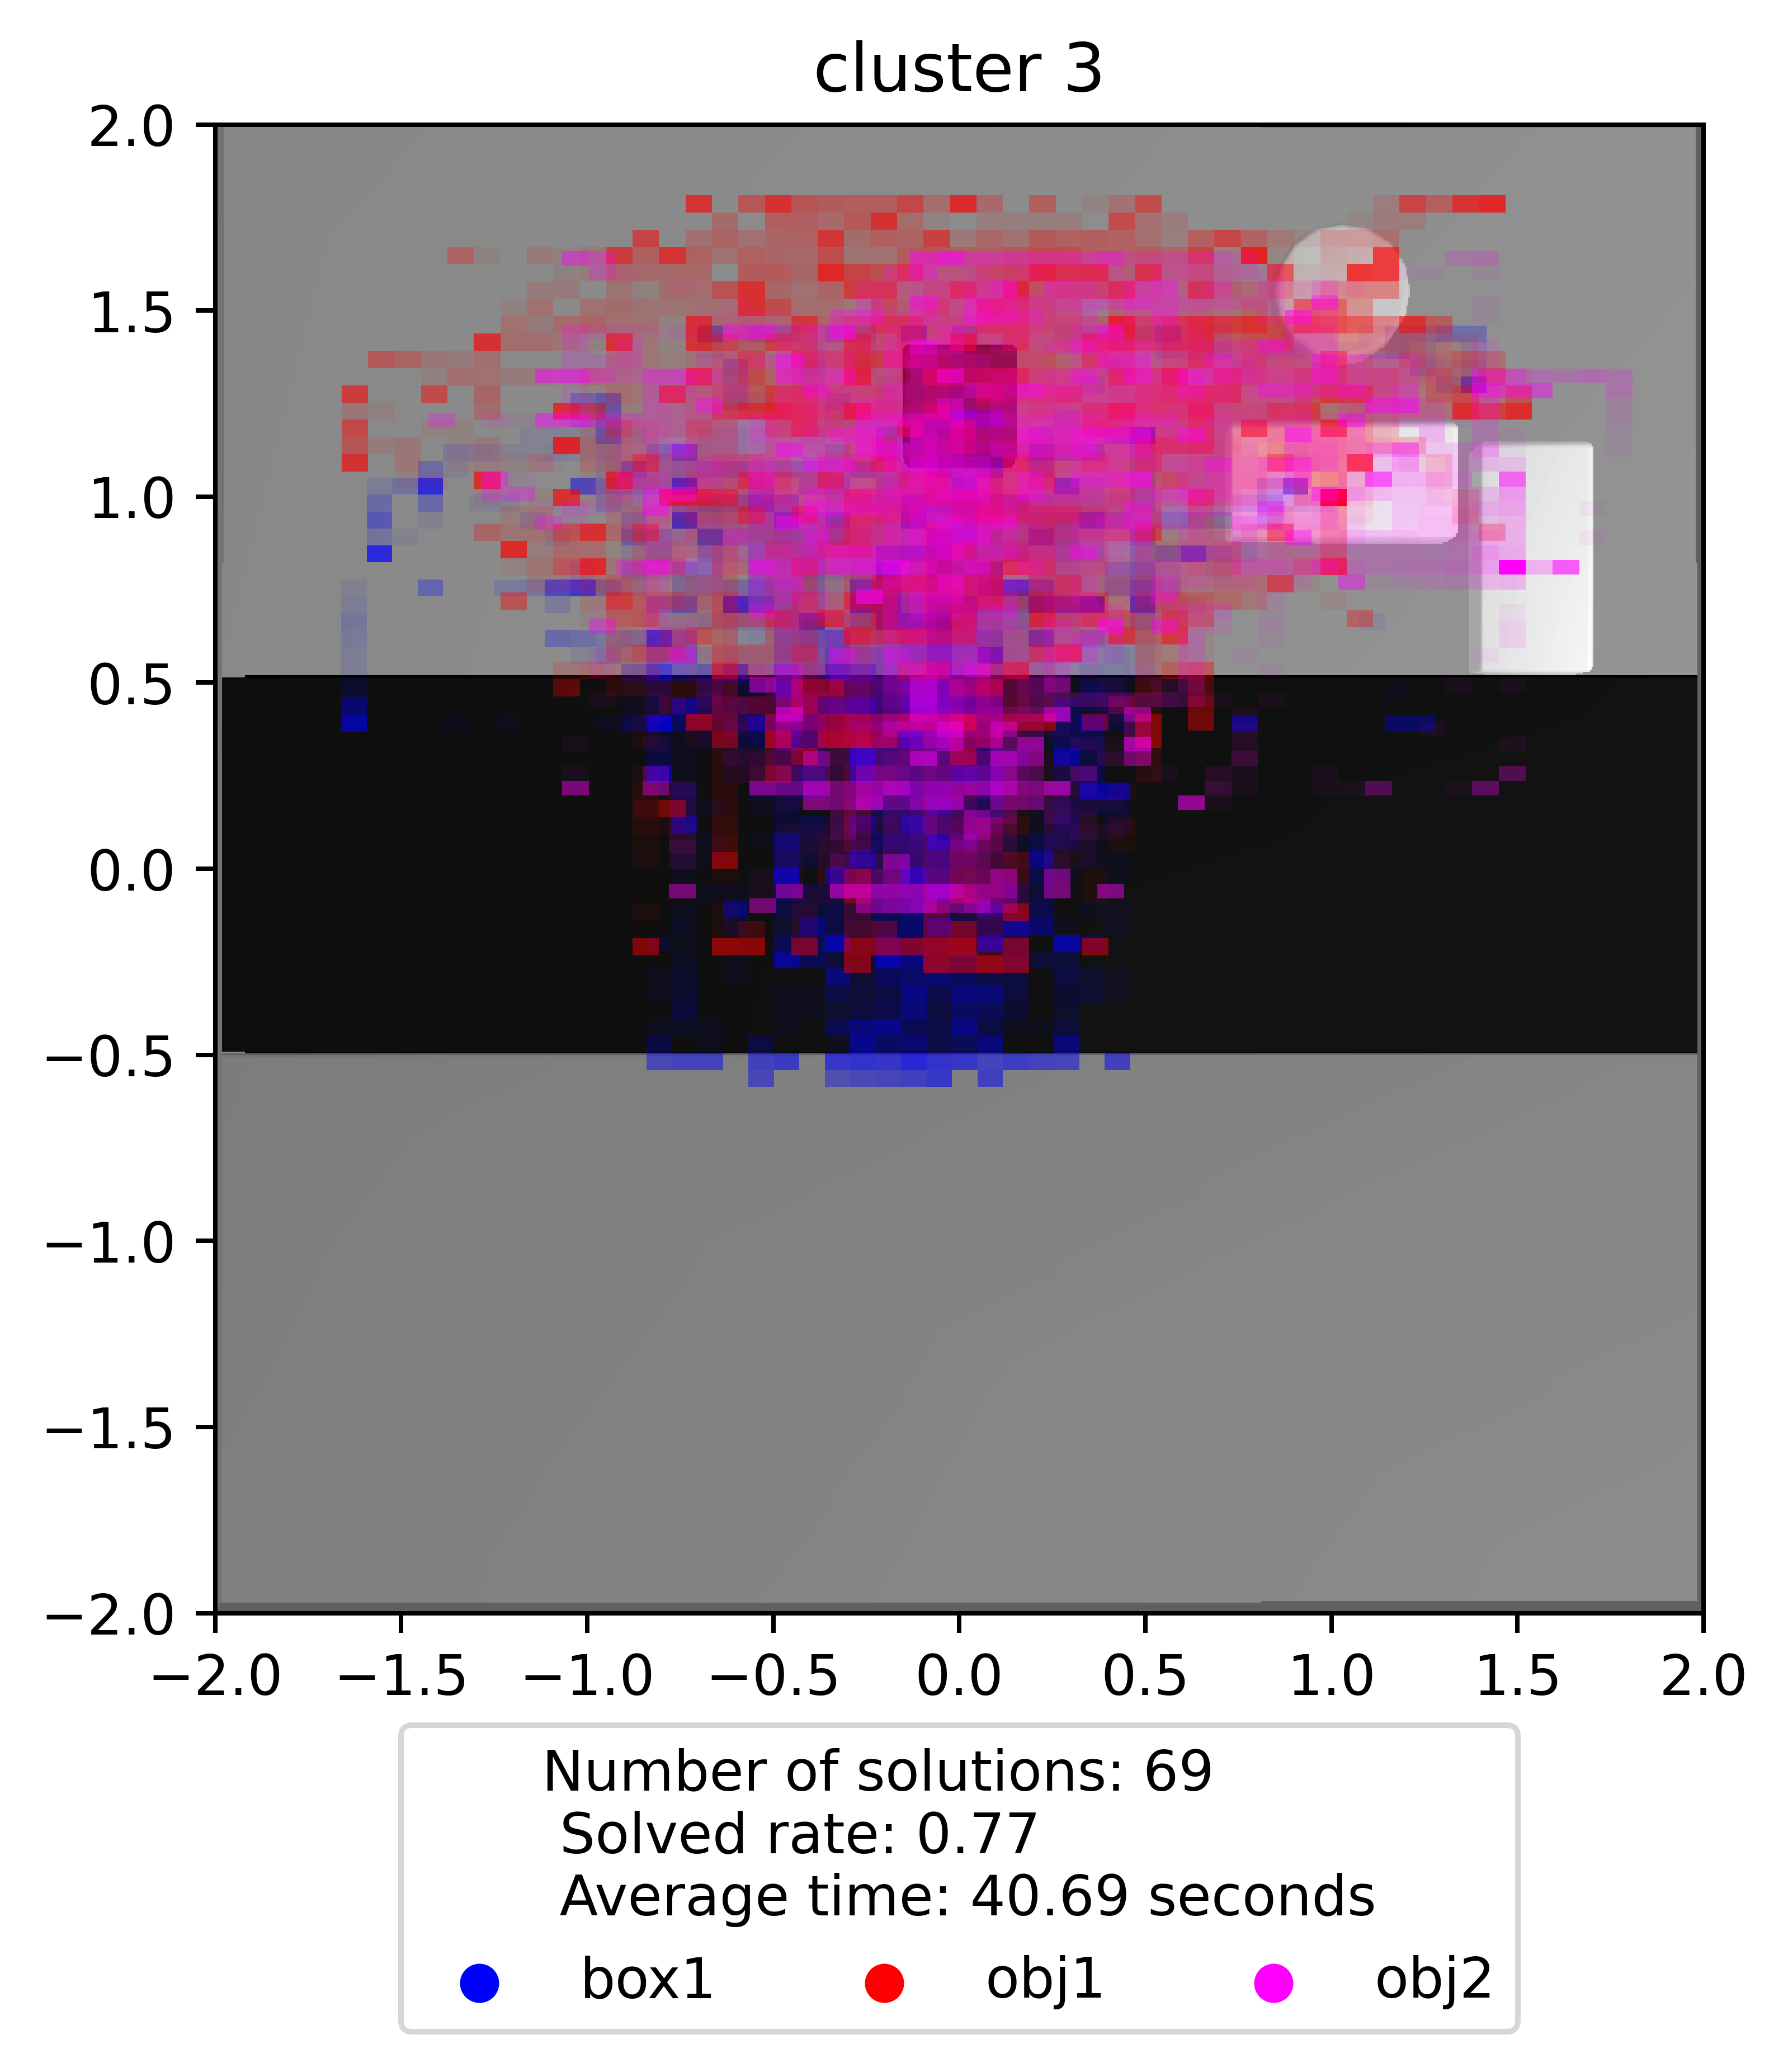 cluster 3
2.0
1.5
1.0
0.5
0.0
−0.5
−1.0
−1.5
−2.0
−2.0 −1.5 −1.0 −0.5 0.0 0.5 1.0 1.5 2.0
Number of solutions: 69
Solved rate: 0.77
Average time: 40.69 seconds
box1 obj1 obj2